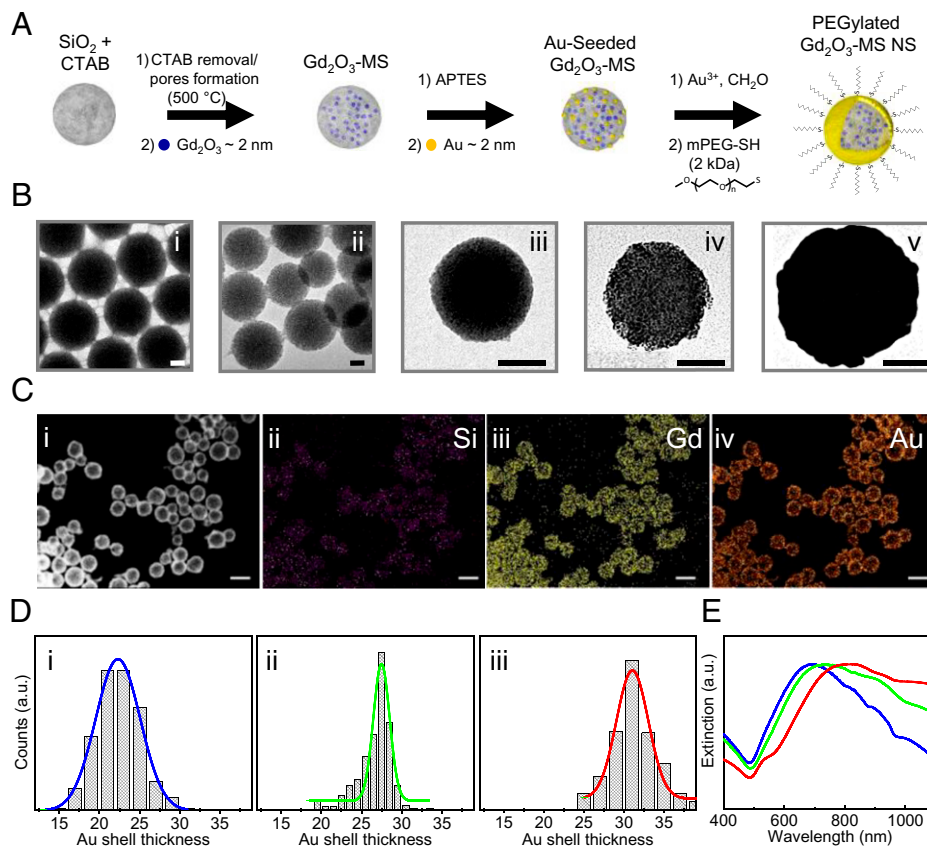 A
SiO2 +
CTAB
1) CTAB removal/
pores formation
(500 °C)
2) Gd2O3 ~ 2 nm
Gd2O3-MS
1) APTES
2) Au ~ 2 nm
Au-Seeded
Gd2O3-MS
1) Au3+, CH2O
2) mPEG-SH
(2 kDa)
O
O
n
S
PEGylated
Gd2O3-MS NS
S S S S S S S S S S S S S S
B
i
ii
iii
iv
v
C
i
ii Si
iii Gd
iv Au
D
E
i
ii
iii
Counts (a.u.)
15 20 25 30 35
Au shell thickness
15 20 25 30 35
Au shell thickness
15 20 25 30 35
Au shell thickness
Extinction (a.u.)
400 600 800 1000
Wavelength (nm)